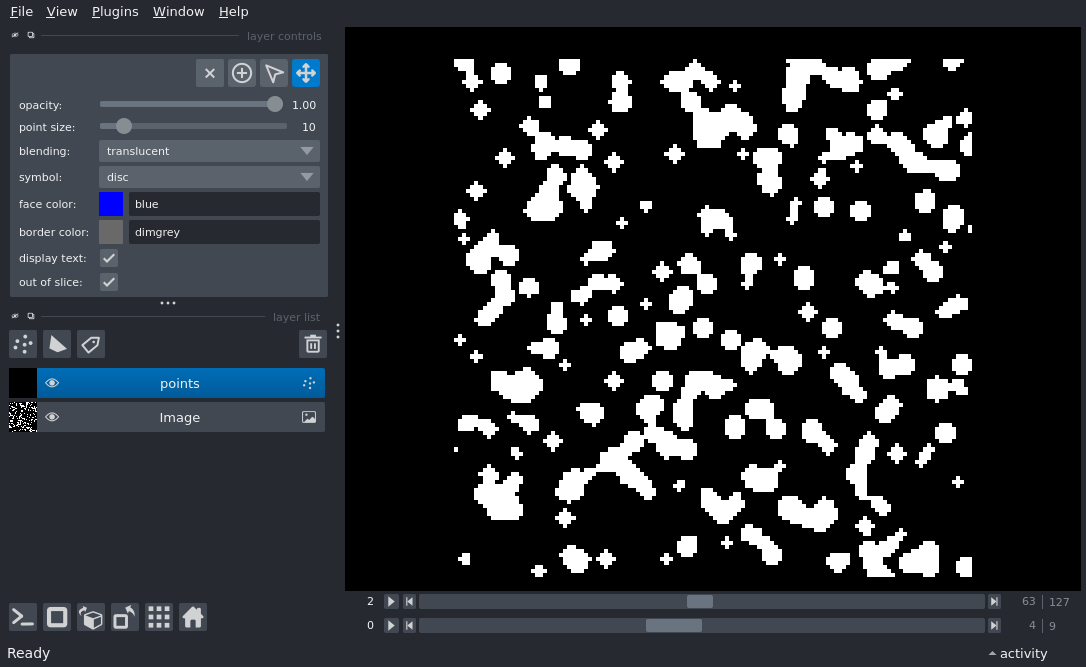 File View Plugins Window Help
layer controls
opacity: 1.00
point size: 10
blending: translucent
symbol: disc
face color: blue
border color: dimgrey
display text:
out of slice:
layer list
points
Image
2 63 127
0 4 9
Ready activity